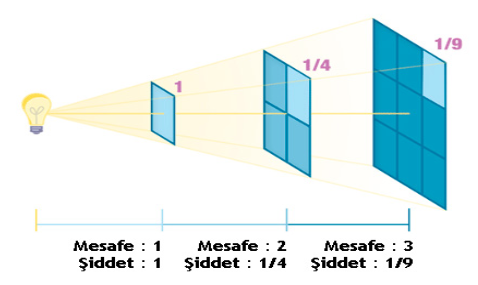 1
1/4
1/9
Mesafe : 1
Şiddet : 1
Mesafe : 2
Şiddet : 1/4
Mesafe : 3
Şiddet : 1/9